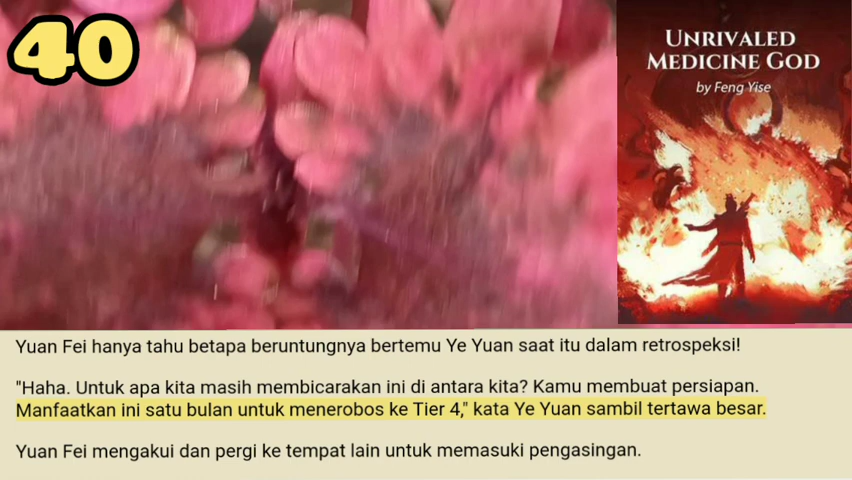 40
UNRIVALED
MEDICINE GOD
by Feng Yise
Yuan Fei hanya tahu betapa beruntungnya bertemu Ye Yuan saat itu dalam retrospeksi!
"Haha. Untuk apa kita masih membicarakan ini di antara kita? Kamu membuat persiapan.
Manfaatkan ini satu bulan untuk menerobos ke Tier 4," kata Ye Yuan sambil tertawa besar.
Yuan Fei mengakui dan pergi ke tempat lain untuk memasuki pengasingan.